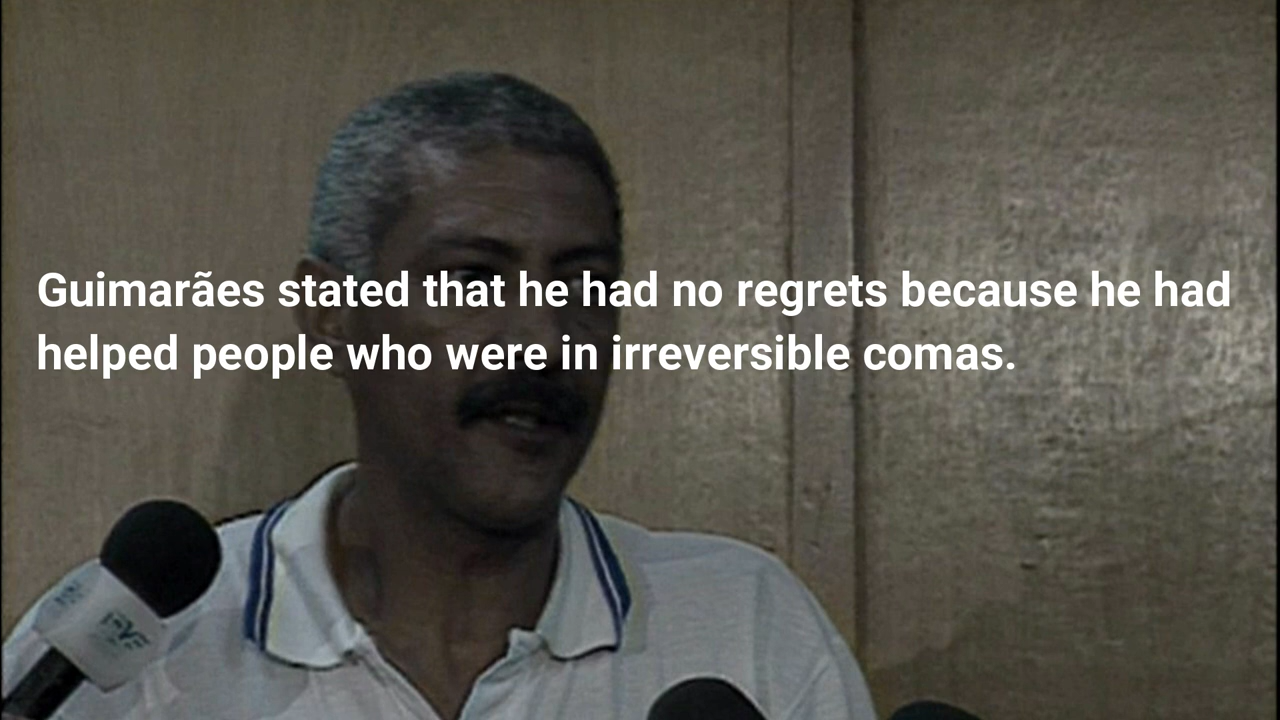 Guimarães stated that he had no regrets because he had
helped people who were in irreversible comas.